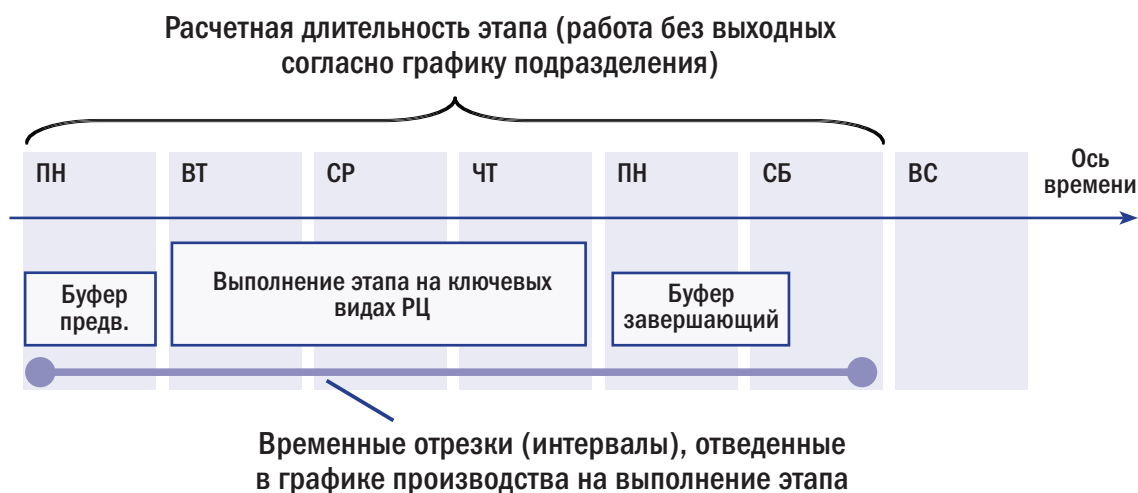 Расчетная длительность этапа (работа без выходных
согласно графику подразделения)
ПН ВТ СР ЧТ ПН СБ ВС
Ось
времени
Буфер
предв.
Выполнение этапа на ключевых
видах РЦ
Буфер
завершающий
Временные отрезки (интервалы), отведенные
в графике производства на выполнение этапа